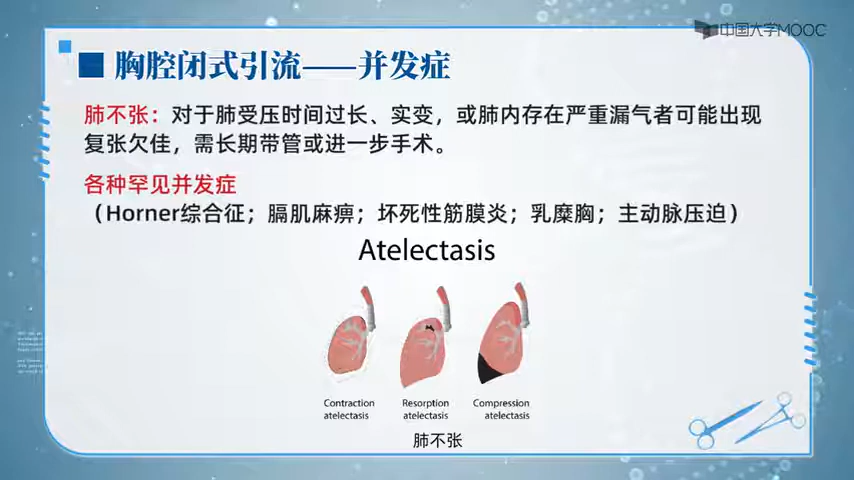 中国大学MOOC
胸腔闭式引流——并发症
肺不张：对于肺受压时间过长、实变，或肺内存在严重漏气者可能出现
复张欠佳，需长期带管或进一步手术。
各种罕见并发症
（Horner综合征；膈肌麻痹；坏死性筋膜炎；乳糜胸；主动脉压迫）
Atelectasis
Contraction
atelectasis
Resorption
atelectasis
Compression
atelectasis
肺不张